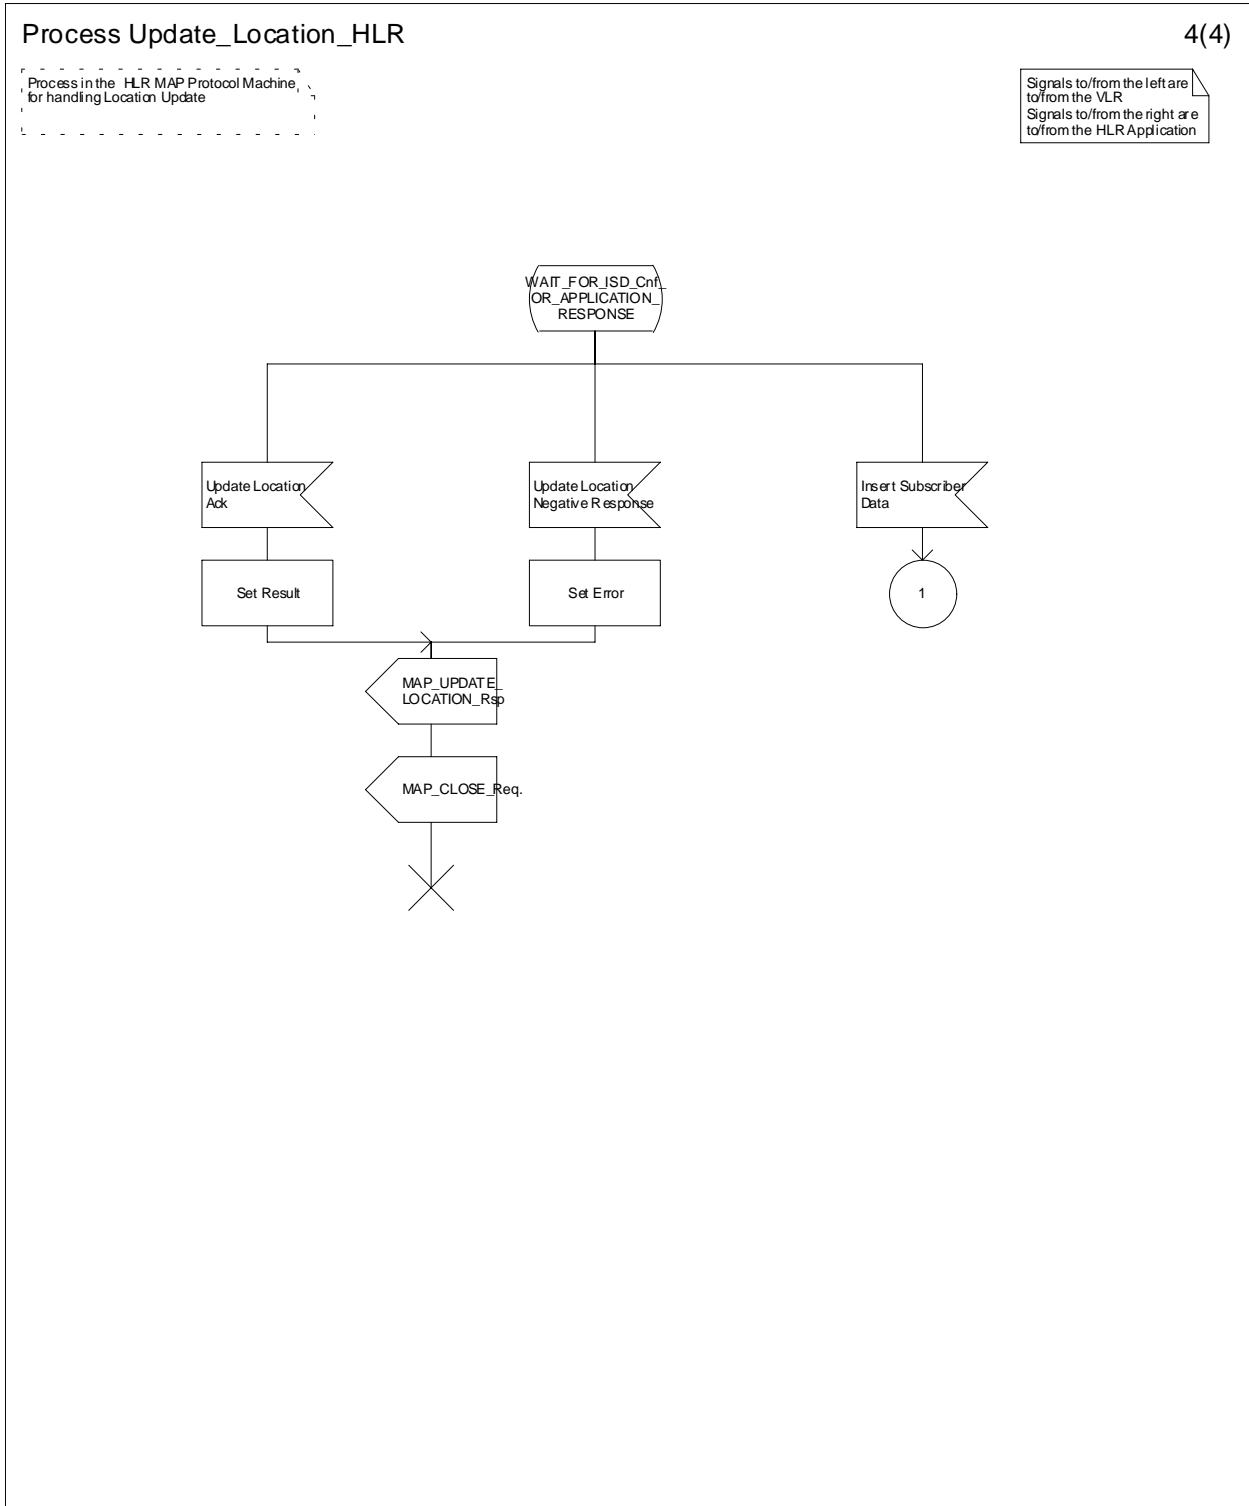 Process Update_Location_HLR
4(4)
Process in the HLR MAP Protocol Machine
for handling Location Update
Signals to/from the left are
to/from the VLR
Signals to/from the right are
to/from the HLR Application
WAIT_FOR_ISD_Cnf_
OR_APPLICATION_
RESPONSE
Update Location
Ack
Update Location
Negative Response
Insert Subscriber
Data
Set Result
Set Error
1
MAP_UPDATE_
LOCATION_Rsp
MAP_CLOSE_Req.